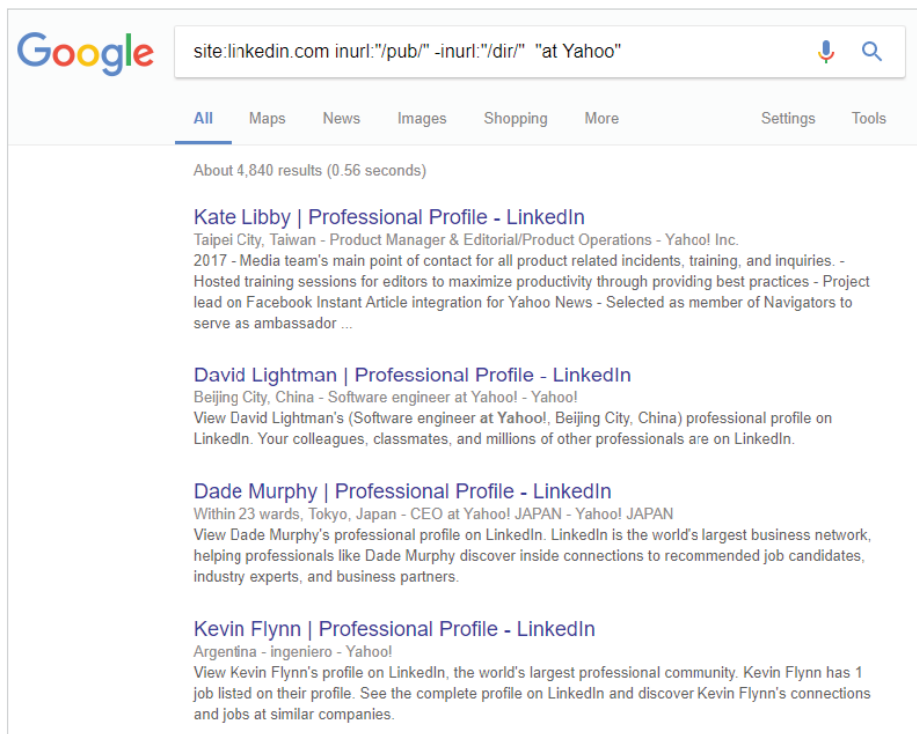 Google
site:linkedin.com inurl:"/pub/" -inurl:"/dir/"  "at Yahoo"
All Maps News Images Shopping More Settings Tools
About 4,840 results (0.56 seconds)
Kate Libby | Professional Profile - LinkedIn
Taipei City, Taiwan - Product Manager & Editorial/Product Operations - Yahoo! Inc.
2017 - Media team's main point of contact for all product related incidents, training, and inquiries. -
Hosted training sessions for editors to maximize productivity through providing best practices - Project
lead on Facebook Instant Article integration for Yahoo News - Selected as member of Navigators to
serve as ambassador ...
David Lightman | Professional Profile - LinkedIn
Beijing City, China - Software engineer at Yahoo! - Yahoo!
View David Lightman's (Software engineer at Yahoo!, Beijing City, China) professional profile on
LinkedIn. Your colleagues, classmates, and millions of other professionals are on LinkedIn.
Dade Murphy | Professional Profile - LinkedIn
Within 23 wards, Tokyo, Japan - CEO at Yahoo! JAPAN - Yahoo! JAPAN
View Dade Murphy's professional profile on LinkedIn. LinkedIn is the world's largest business network,
helping professionals like Dade Murphy discover inside connections to recommended job candidates,
industry experts, and business partners.
Kevin Flynn | Professional Profile - LinkedIn
Argentina - ingeniero - Yahoo!
View Kevin Flynn's profile on LinkedIn, the world's largest professional community. Kevin Flynn has 1
job listed on their profile. See the complete profile on LinkedIn and discover Kevin Flynn's connections
and jobs at similar companies.